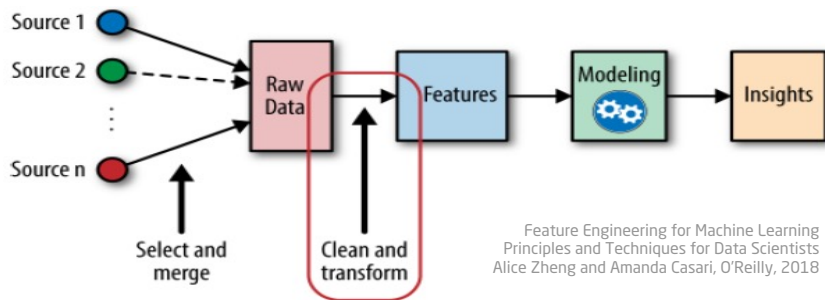 Source 1
Source 2
⋮
Source n
Raw
Data
Features
Modeling
Insights
Select and
merge
Clean and
transform
Feature Engineering for Machine Learning
Principles and Techniques for Data Scientists
Alice Zheng and Amanda Casari, O'Reilly, 2018